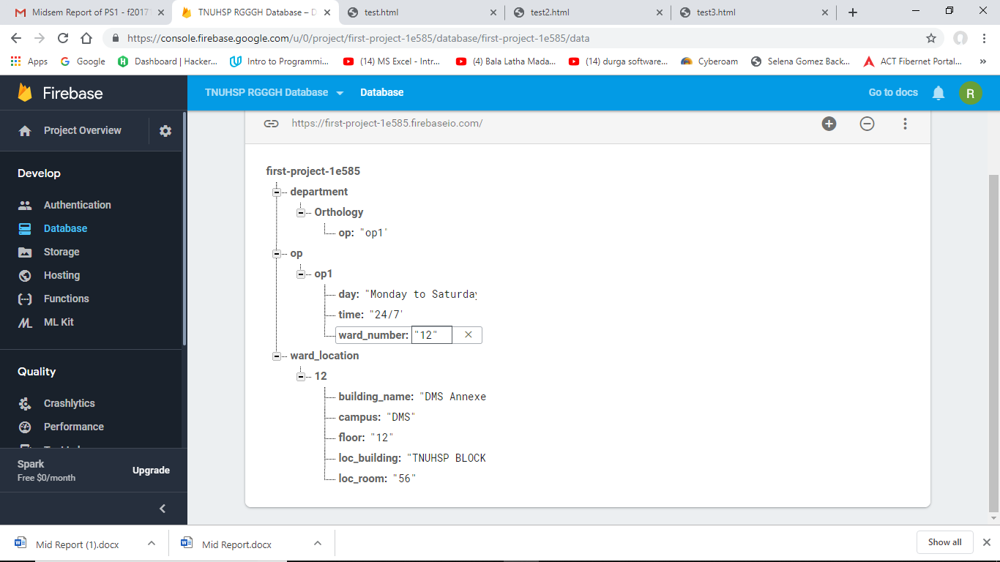 Midsem Report of PS1 - f2017
TNUHSP RGGGH Database – D
test.html
test2.html
test3.html
https://console.firebase.google.com/u/0/project/first-project-1e585/database/first-project-1e585/data
Apps
Google
Dashboard | Hacker...
Intro to Programmi...
(14) MS Excel - Intr...
(4) Bala Latha Mada...
(14) durga software...
Cyberoam
Selena Gomez Back...
ACT Fibernet Portal...
»
Firebase
TNUHSP RGGGH Database
Database
Go to docs
R
Project Overview
https://first-project-1e585.firebaseio.com/
Develop
Authentication
Database
Storage
Hosting
Functions
ML Kit
Quality
Crashlytics
Performance
first-project-1e585
department
Orthology
op: "op1"
op
op1
day: "Monday to Saturday
time: "24/7"
ward_number: "12"
ward_location
12
building_name: "DMS Annexe
campus: "DMS"
floor: "12"
loc_building: "TNUHSP BLOCK
loc_room: "56"
Spark
Free $0/month
Upgrade
Mid Report (1).docx
Mid Report.docx
Show all